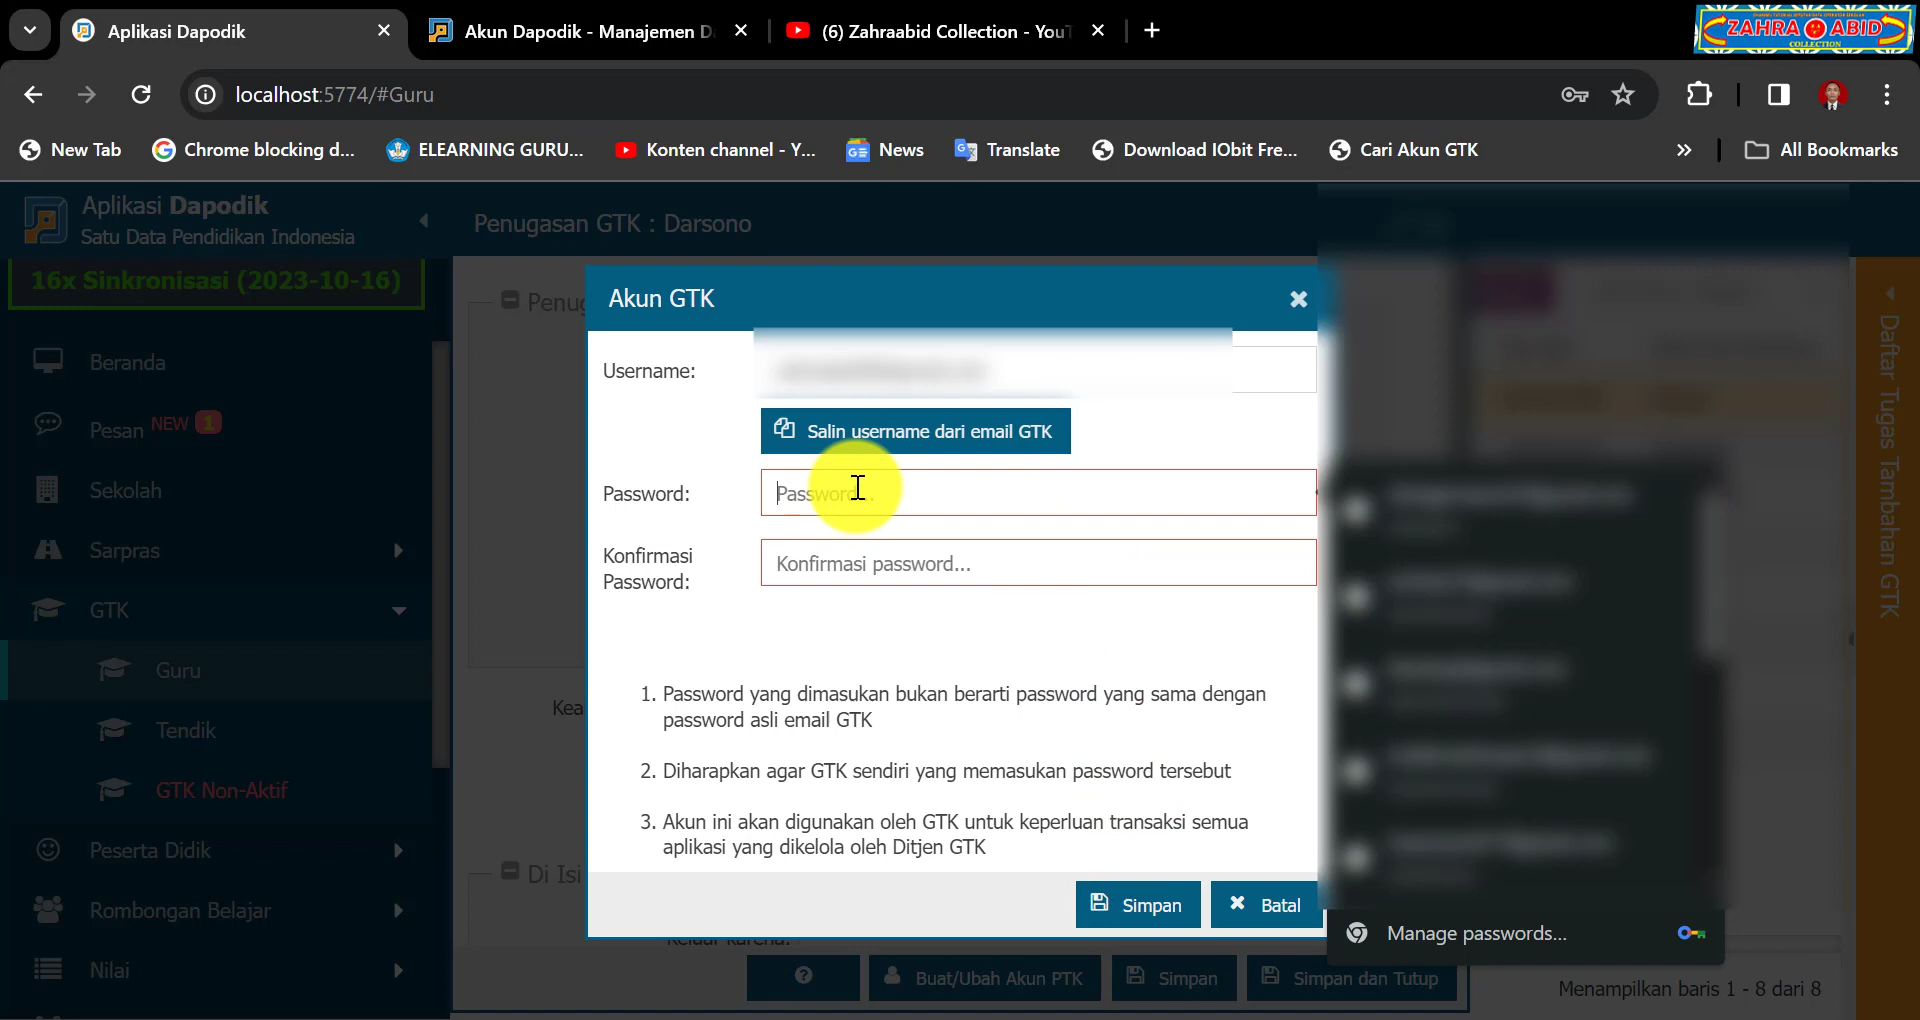 Aplikasi Dapodik
Akun Dapodik - Manajemen D
(6) Zahraabid Collection - YouT
ZAHRA ABID
COLLECTION
localhost:5774/#Guru
New Tab
Chrome blocking d...
ELEARNING GURU...
Konten channel - Y...
News
Translate
Download IObit Fre...
Cari Akun GTK
All Bookmarks
Aplikasi Dapodik
Satu Data Pendidikan Indonesia
Penugasan GTK : Darsono
16x Sinkronisasi (2023-10-16)
Beranda
Pesan NEW 1
Sekolah
Sarpras
GTK
Guru
Tendik
GTK Non-Aktif
Peserta Didik
Rombongan Belajar
Nilai
Penug
Kea
Di Isi
Akun GTK
Username:
Salin username dari email GTK
Password:
Password...
Konfirmasi
Password:
Konfirmasi password...
1. Password yang dimasukan bukan berarti password yang sama dengan
password asli email GTK
2. Diharapkan agar GTK sendiri yang memasukan password tersebut
3. Akun ini akan digunakan oleh GTK untuk keperluan transaksi semua
aplikasi yang dikelola oleh Ditjen GTK
Simpan
Batal
Manage passwords...
Keluar karena:
Buat/Ubah Akun PTK
Simpan
Simpan dan Tutup
Menampilkan baris 1 - 8 dari 8
Daftar Tugas Tambahan GTK